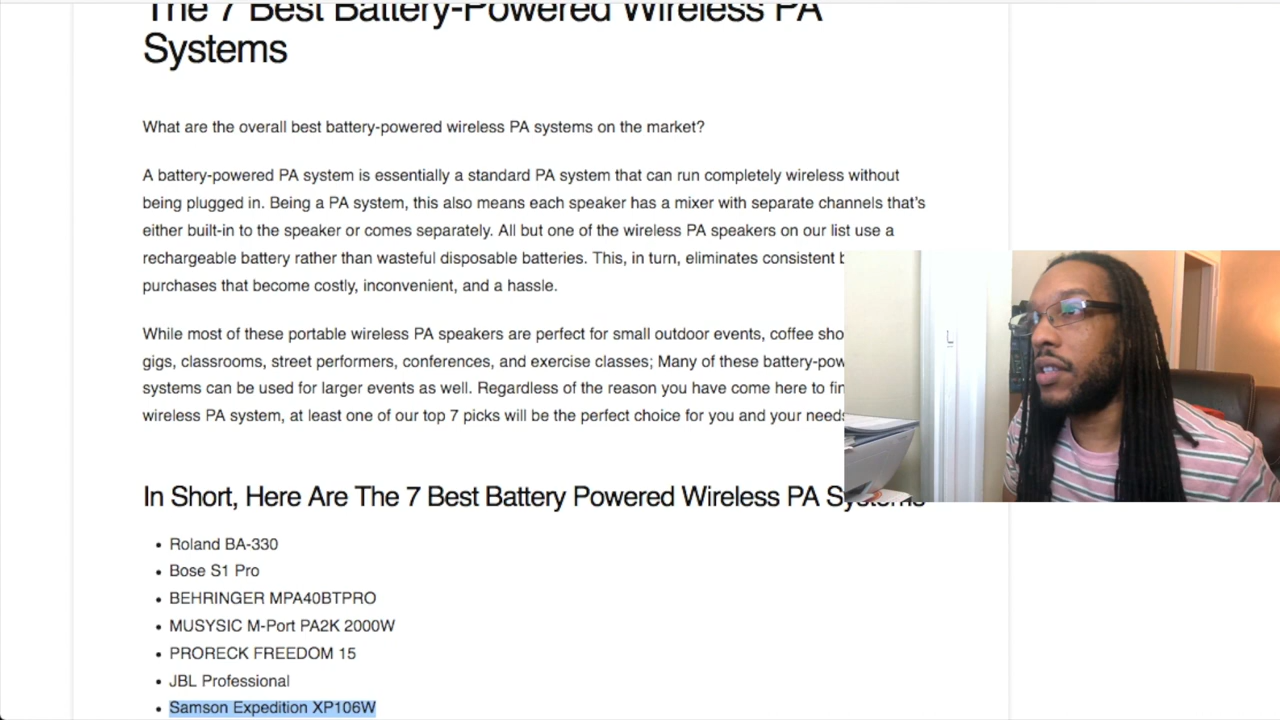 The 7 Best Battery-Powered Wireless PA
Systems
What are the overall best battery-powered wireless PA systems on the market?
A battery-powered PA system is essentially a standard PA system that can run completely wireless without
being plugged in. Being a PA system, this also means each speaker has a mixer with separate channels that's
either built-in to the speaker or comes separately. All but one of the wireless PA speakers on our list use a
rechargeable battery rather than wasteful disposable batteries. This, in turn, eliminates consistent
purchases that become costly, inconvenient, and a hassle.
While most of these portable wireless PA speakers are perfect for small outdoor events, coffee
gigs, classrooms, street performers, conferences, and exercise classes; Many of these
systems can be used for larger events as well. Regardless of the reason you have come here to
wireless PA system, at least one of our top 7 picks will be the perfect choice for you and your
In Short, Here Are The 7 Best Battery Powered Wireless PA Systems
• Roland BA-330
• Bose S1 Pro
• BEHRINGER MPA40BTPRO
• MUSYSIC M-Port PA2K 2000W
• PRORECK FREEDOM 15
• JBL Professional
• Samson Expedition XP106W